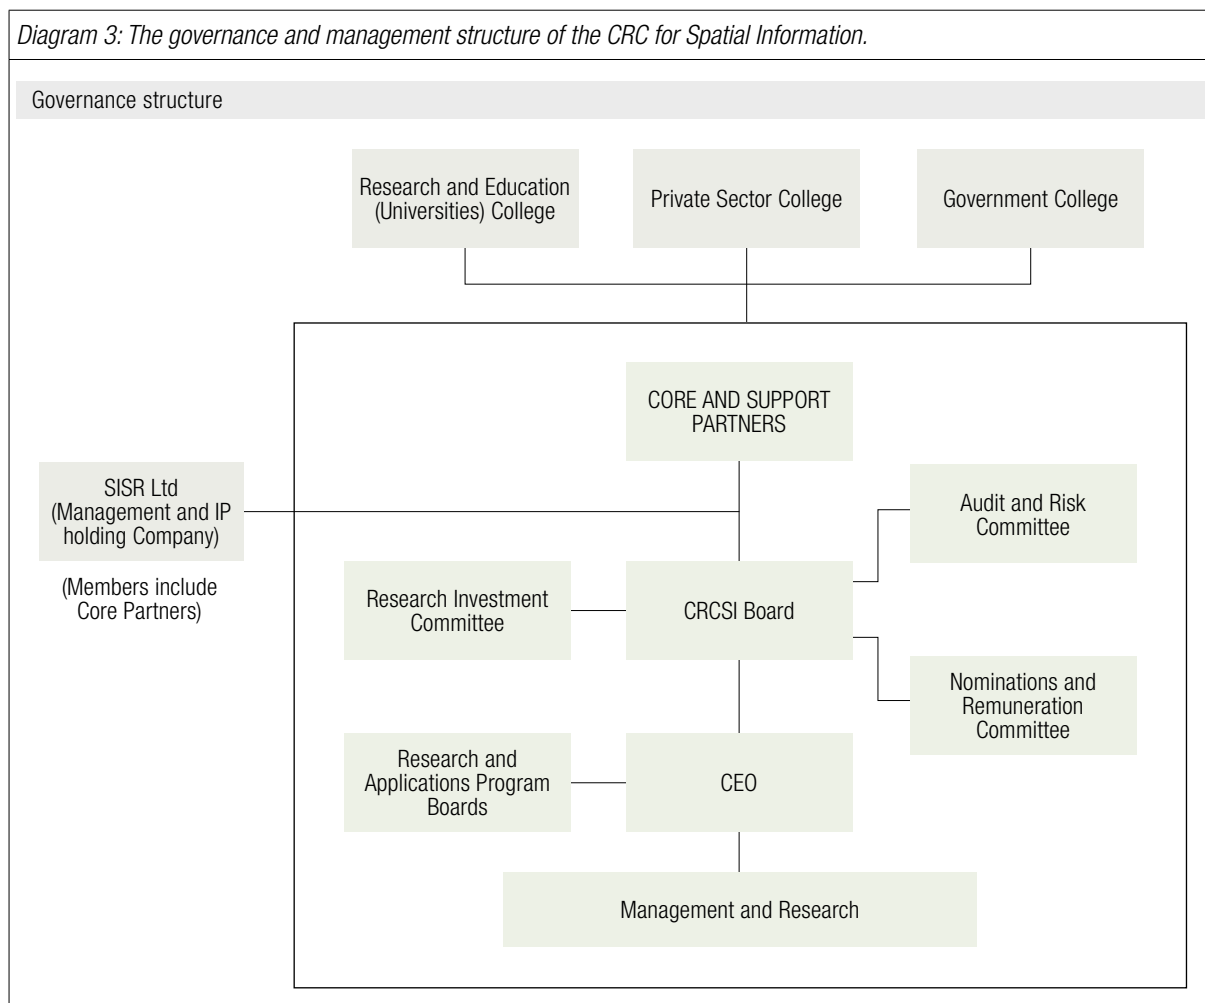 Diagram 3: The governance and management structure of the CRC for Spatial Information.
Governance structure
Research and Education
(Universities) College
Private Sector College
Government College
CORE AND SUPPORT
PARTNERS
SISR Ltd
(Management and IP
holding Company)
(Members include
Core Partners)
Audit and Risk
Committee
Research Investment
Committee
CRCSI Board
Nominations and
Remuneration
Committee
Research and
Applications Program
Boards
CEO
Management and Research